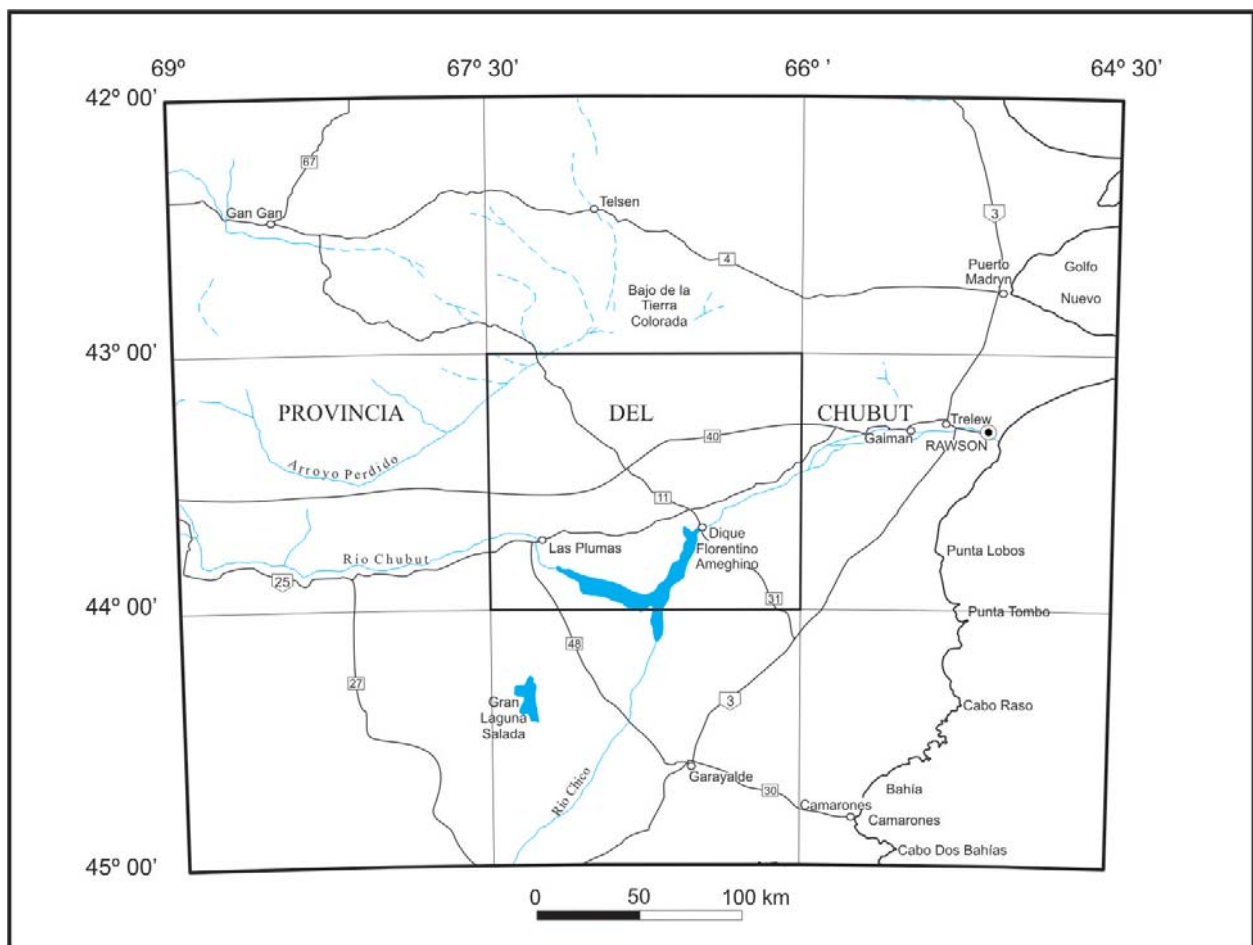 69º
67º 30'
66º '
64º 30'
42º 00'
67
Gan Gan
Telsen
3
4
Puerto
Madryn
Golfo
Nuevo
Bajo de la
Tierra
Colorada
43º 00'
PROVINCIA
DEL
CHUBUT
Trelew
Gaiman
RAWSON
40
Arroyo Perdido
11
Dique
Florentino
Ameghino
Las Plumas
Río Chubut
25
Punta Lobos
31
44º 00'
Punta Tombo
48
27
3
Gran
Laguna
Salada
Cabo Raso
Garayalde
Río Chico
30
Bahía
Camarones
Camarones
Cabo Dos Bahías
45º 00'
0
50
100 km